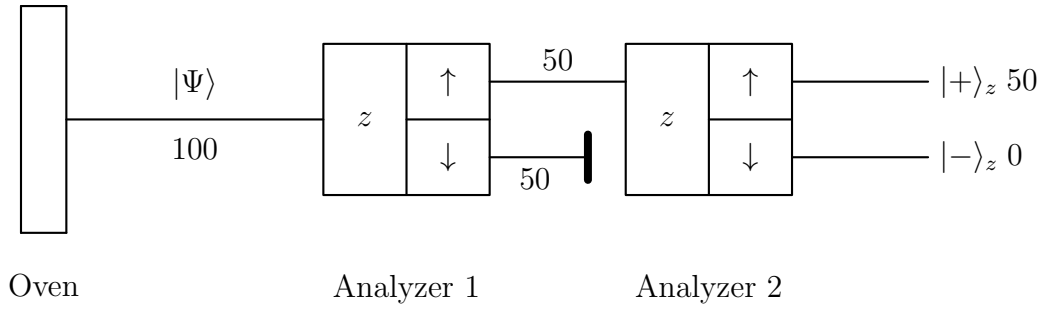 |Ψ⟩
100
z
↑
↓
50
50
z
↑
↓
|+⟩z 50
|−⟩z 0
Oven
Analyzer 1
Analyzer 2